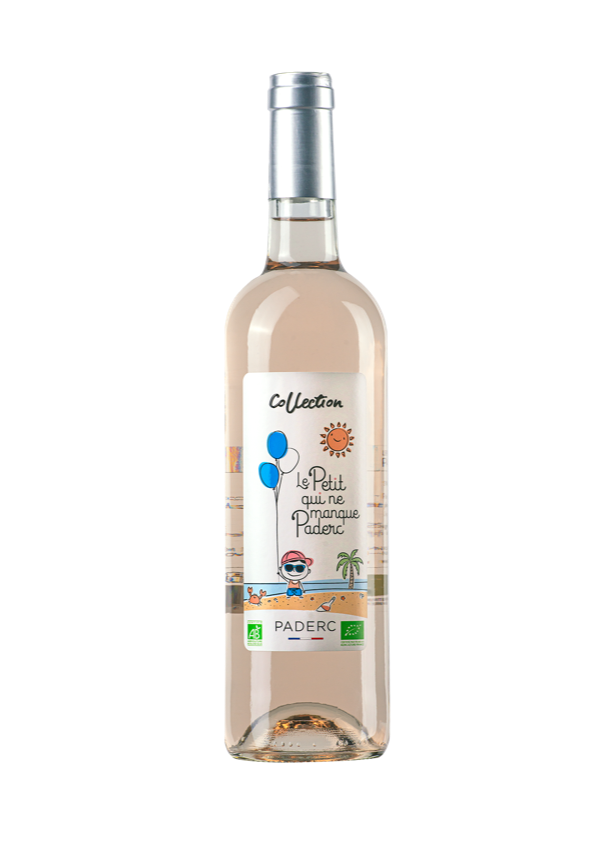 Collection
Le Petit
qui ne
manque
Paderc
PADERC
AB